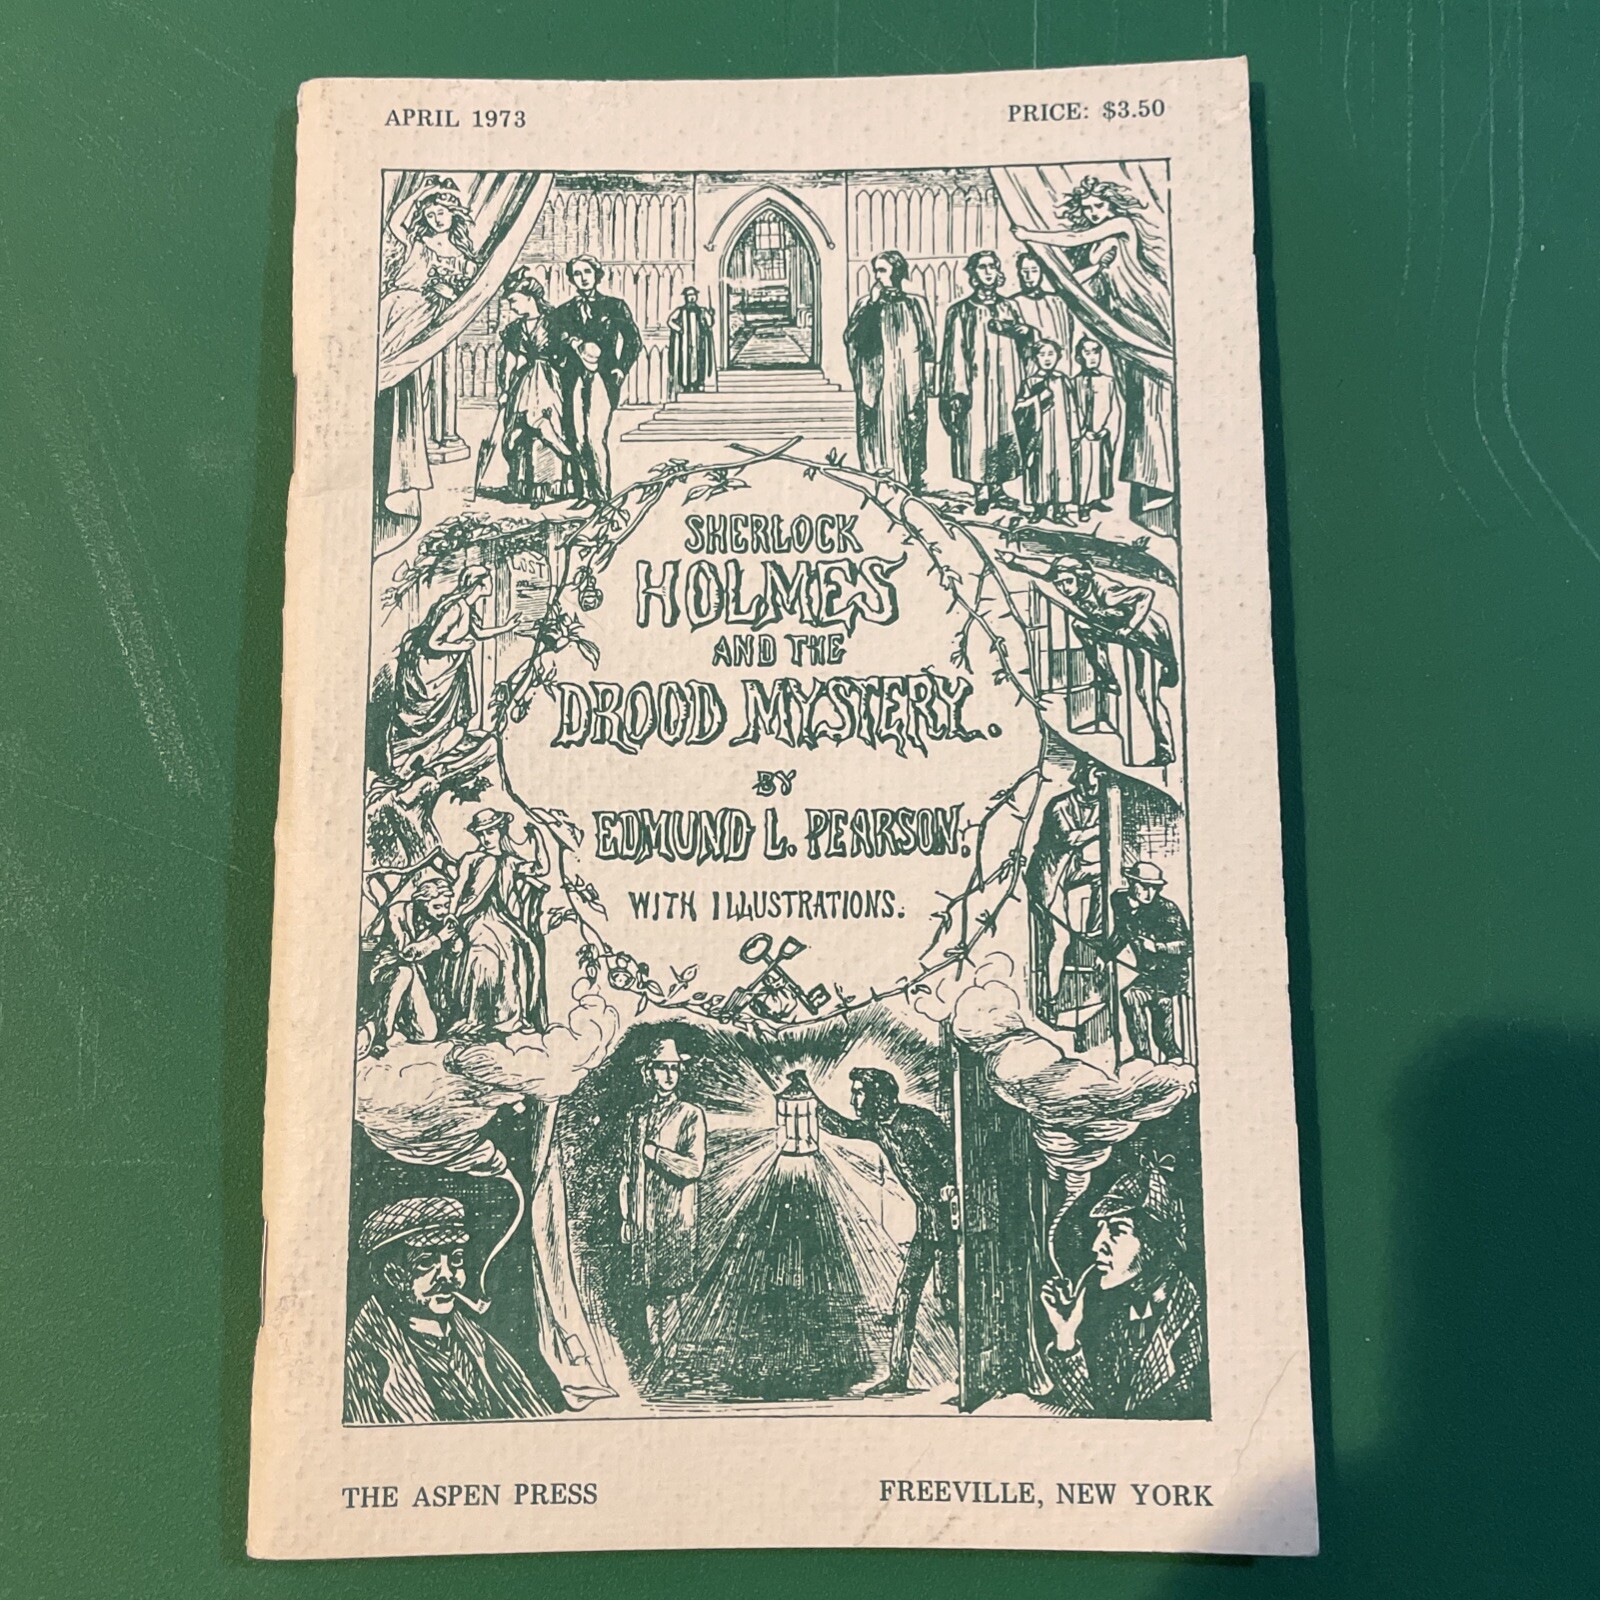 APRIL 1973
PRICE: $3.50
LOST
SHERLOCK
HOLMES
AND THE
DROOD MYSTERY.
BY
EDMUND L. PEARSON.
WITH ILLUSTRATIONS.
THE ASPEN PRESS
FREEVILLE, NEW YORK